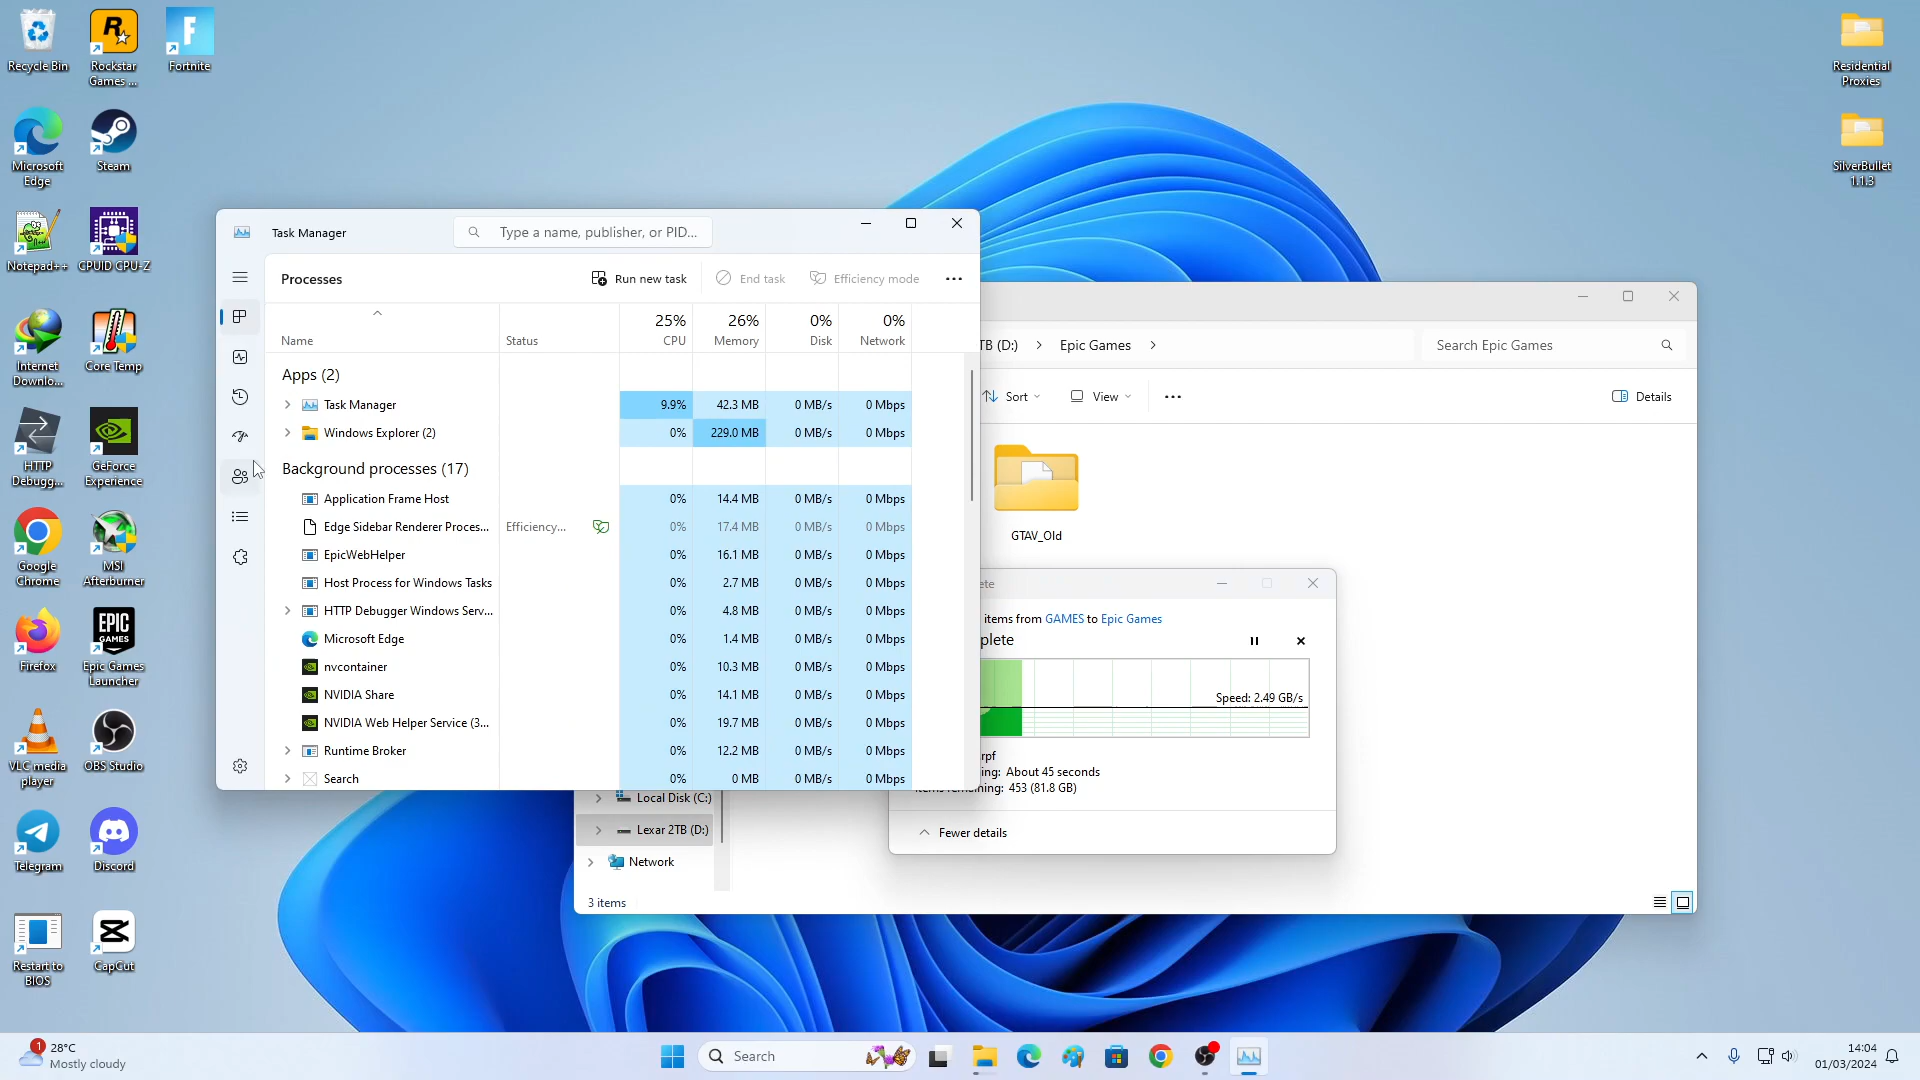 Recycle Bin
Rockstar
Games ...
Fortnite
Microsoft
Edge
Steam
Notepad++
CPUID CPU-Z
Internet
Downlo...
Core Temp
HTTP
Debugg...
GeForce
Experience
Google
Chrome
MSI
Afterburner
Firefox
EPIC
GAMES
Epic Games
Launcher
VLC media
player
OBS Studio
Telegram
Discord
Restart to
BIOS
CapCut
Residential
Proxies
SilverBullet
1.1.3
Task Manager
Type a name, publisher, or PID...
Processes
Run new task
End task
Efficiency mode
Name
Status
25%
CPU
26%
Memory
0%
Disk
0%
Network
Apps (2)
Task Manager 9.9% 42.3 MB 0 MB/s 0 Mbps
Windows Explorer (2) 0% 229.0 MB 0 MB/s 0 Mbps
Background processes (17)
Application Frame Host 0% 14.4 MB 0 MB/s 0 Mbps
Edge Sidebar Renderer Proces... Efficiency... 0% 17.4 MB 0 MB/s 0 Mbps
EpicWebHelper 0% 16.1 MB 0 MB/s 0 Mbps
Host Process for Windows Tasks 0% 2.7 MB 0 MB/s 0 Mbps
HTTP Debugger Windows Serv... 0% 4.8 MB 0 MB/s 0 Mbps
Microsoft Edge 0% 1.4 MB 0 MB/s 0 Mbps
nvcontainer 0% 10.3 MB 0 MB/s 0 Mbps
NVIDIA Share 0% 14.1 MB 0 MB/s 0 Mbps
NVIDIA Web Helper Service (3... 0% 19.7 MB 0 MB/s 0 Mbps
Runtime Broker 0% 12.2 MB 0 MB/s 0 Mbps
Search 0% 0 MB 0 MB/s 0 Mbps
TB (D:) Epic Games
Search Epic Games
Sort
View
Details
GTAV_Old
ete
items from GAMES to Epic Games
plete
Speed: 2.49 GB/s
rpf
ing: About 45 seconds
Items remaining: 453 (81.8 GB)
Fewer details
Local Disk (C:)
Lexar 2TB (D:)
Network
3 items
1
28°C
Mostly cloudy
Search
14:04
01/03/2024